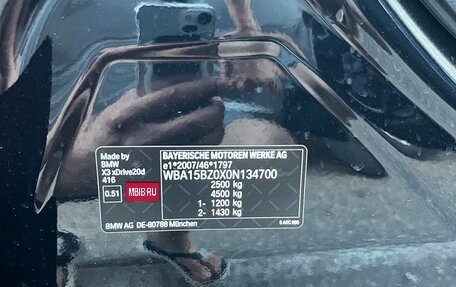 Made by
BMW
X3 xDrive20d
416
0.51
MBIB.RU
BAYERISCHE MOTOREN WERKE AG
e1*2007/46*1797
WBA15BZ0X0N134700
2500 kg
4500 kg
1- 1200 kg
2- 1430 kg
BMW AG DE-80788 München